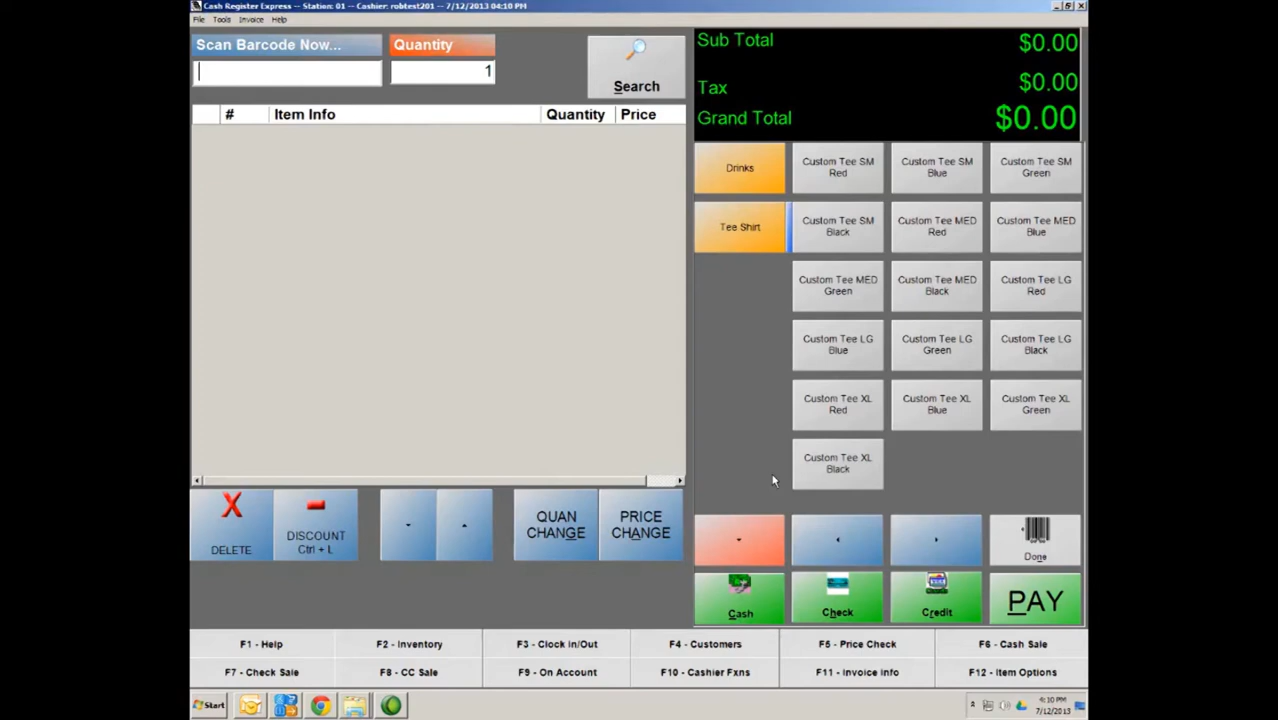 Cash Register Express -- Station: 01 -- Cashier: robtest201 -- 7/12/2013 04:10 PM
File Tools Invoice Help
Scan Barcode Now...
Quantity
1
Search
Sub Total $0.00
Tax $0.00
Grand Total $0.00
# Item Info Quantity Price
Drinks
Tee Shirt
Custom Tee SM
Red
Custom Tee SM
Blue
Custom Tee SM
Green
Custom Tee SM
Black
Custom Tee MED
Red
Custom Tee MED
Blue
Custom Tee MED
Green
Custom Tee MED
Black
Custom Tee LG
Red
Custom Tee LG
Blue
Custom Tee LG
Green
Custom Tee LG
Black
Custom Tee XL
Red
Custom Tee XL
Blue
Custom Tee XL
Green
Custom Tee XL
Black
X
DELETE
DISCOUNT
Ctrl + L
QUAN
CHANGE
PRICE
CHANGE
Done
Cash
Check
Credit
PAY
F1 - Help
F2 - Inventory
F3 - Clock In/Out
F4 - Customers
F5 - Price Check
F6 - Cash Sale
F7 - Check Sale
F8 - CC Sale
F9 - On Account
F10 - Cashier Fxns
F11 - Invoice Info
F12 - Item Options
Start
4:10 PM
7/12/2013